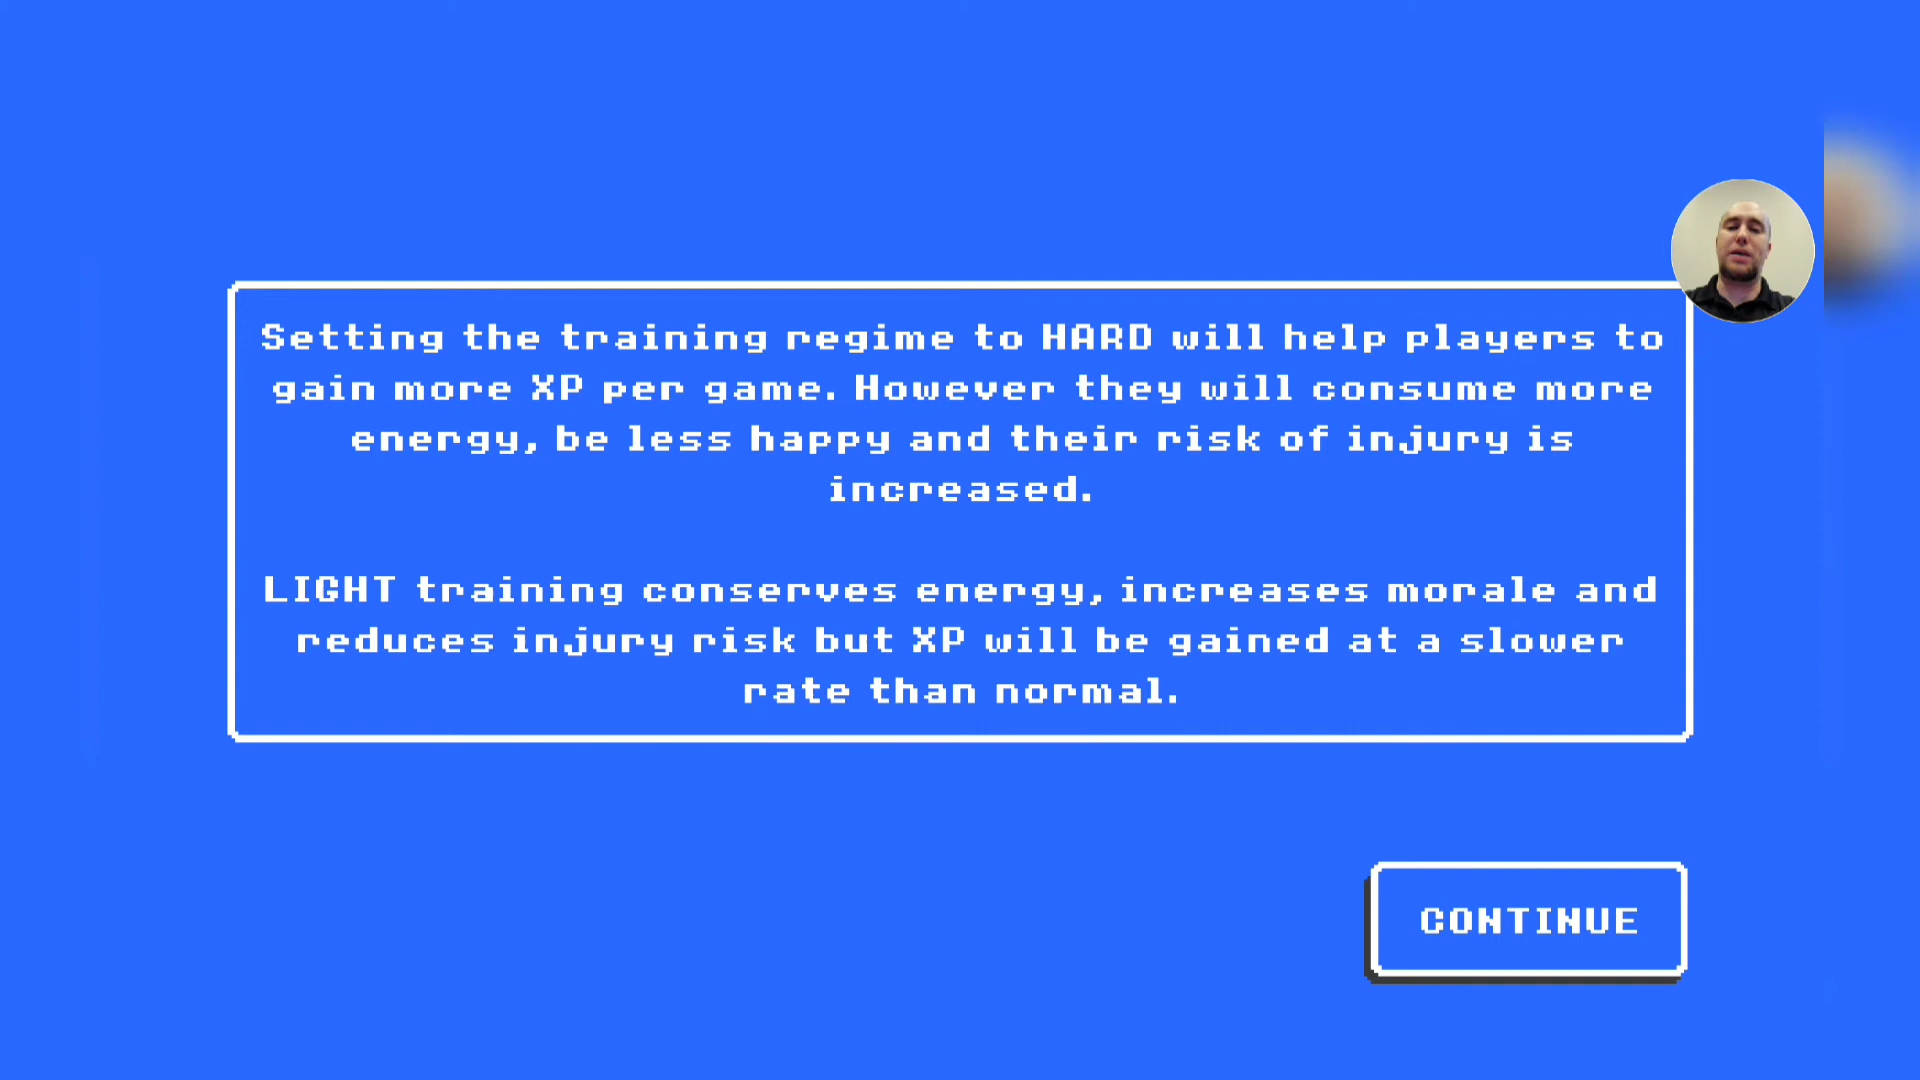 Setting the training regime to HARD will help players to
gain more XP per game. However they will consume more
energy, be less happy and their risk of injury is
increased.
LIGHT training conserves energy, increases morale and
reduces injury risk but XP will be gained at a slower
rate than normal.
CONTINUE